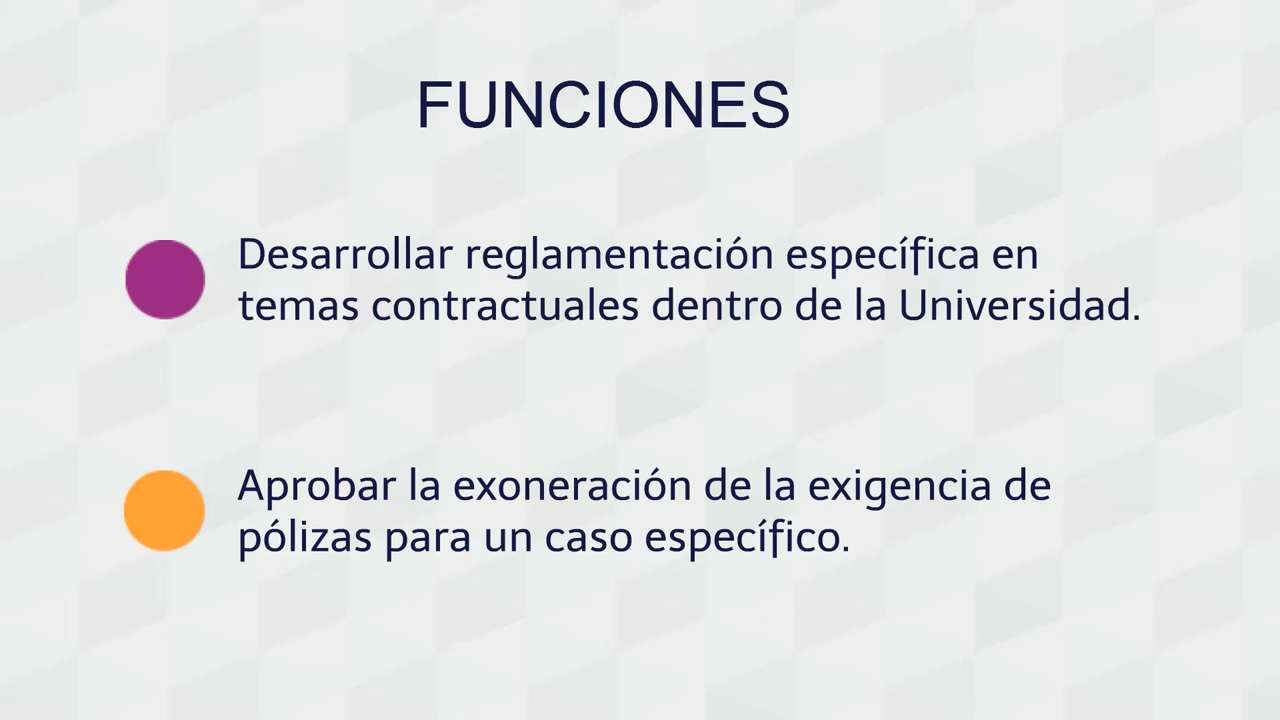 FUNCIONES
Desarrollar reglamentación específica en
temas contractuales dentro de la Universidad.
Aprobar la exoneración de la exigencia de
pólizas para un caso específico.